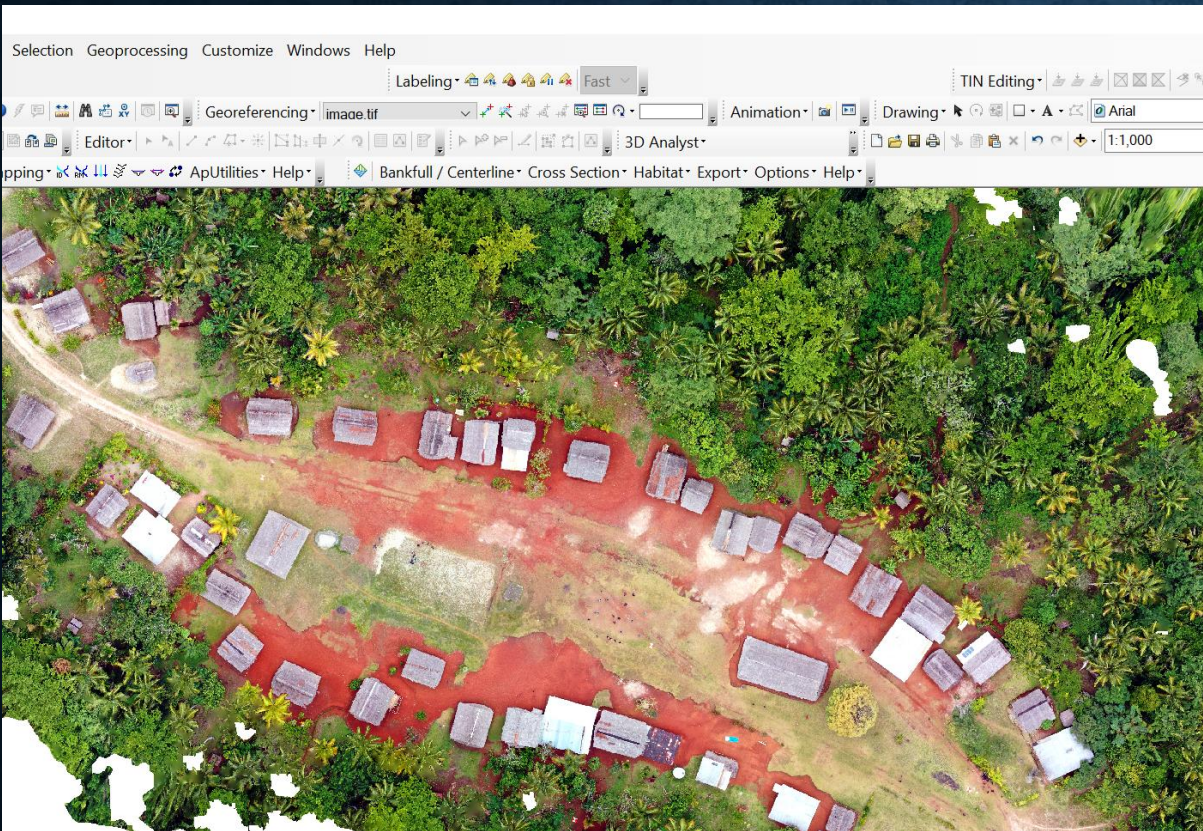 Selection Geoprocessing Customize Windows Help
Labeling Fast TIN Editing
Georeferencing image.tif Animation Drawing A Arial
Editor 3D Analyst 1:1,000
pping ApUtilities Help Bankfull / Centerline Cross Section Habitat Export Options Help